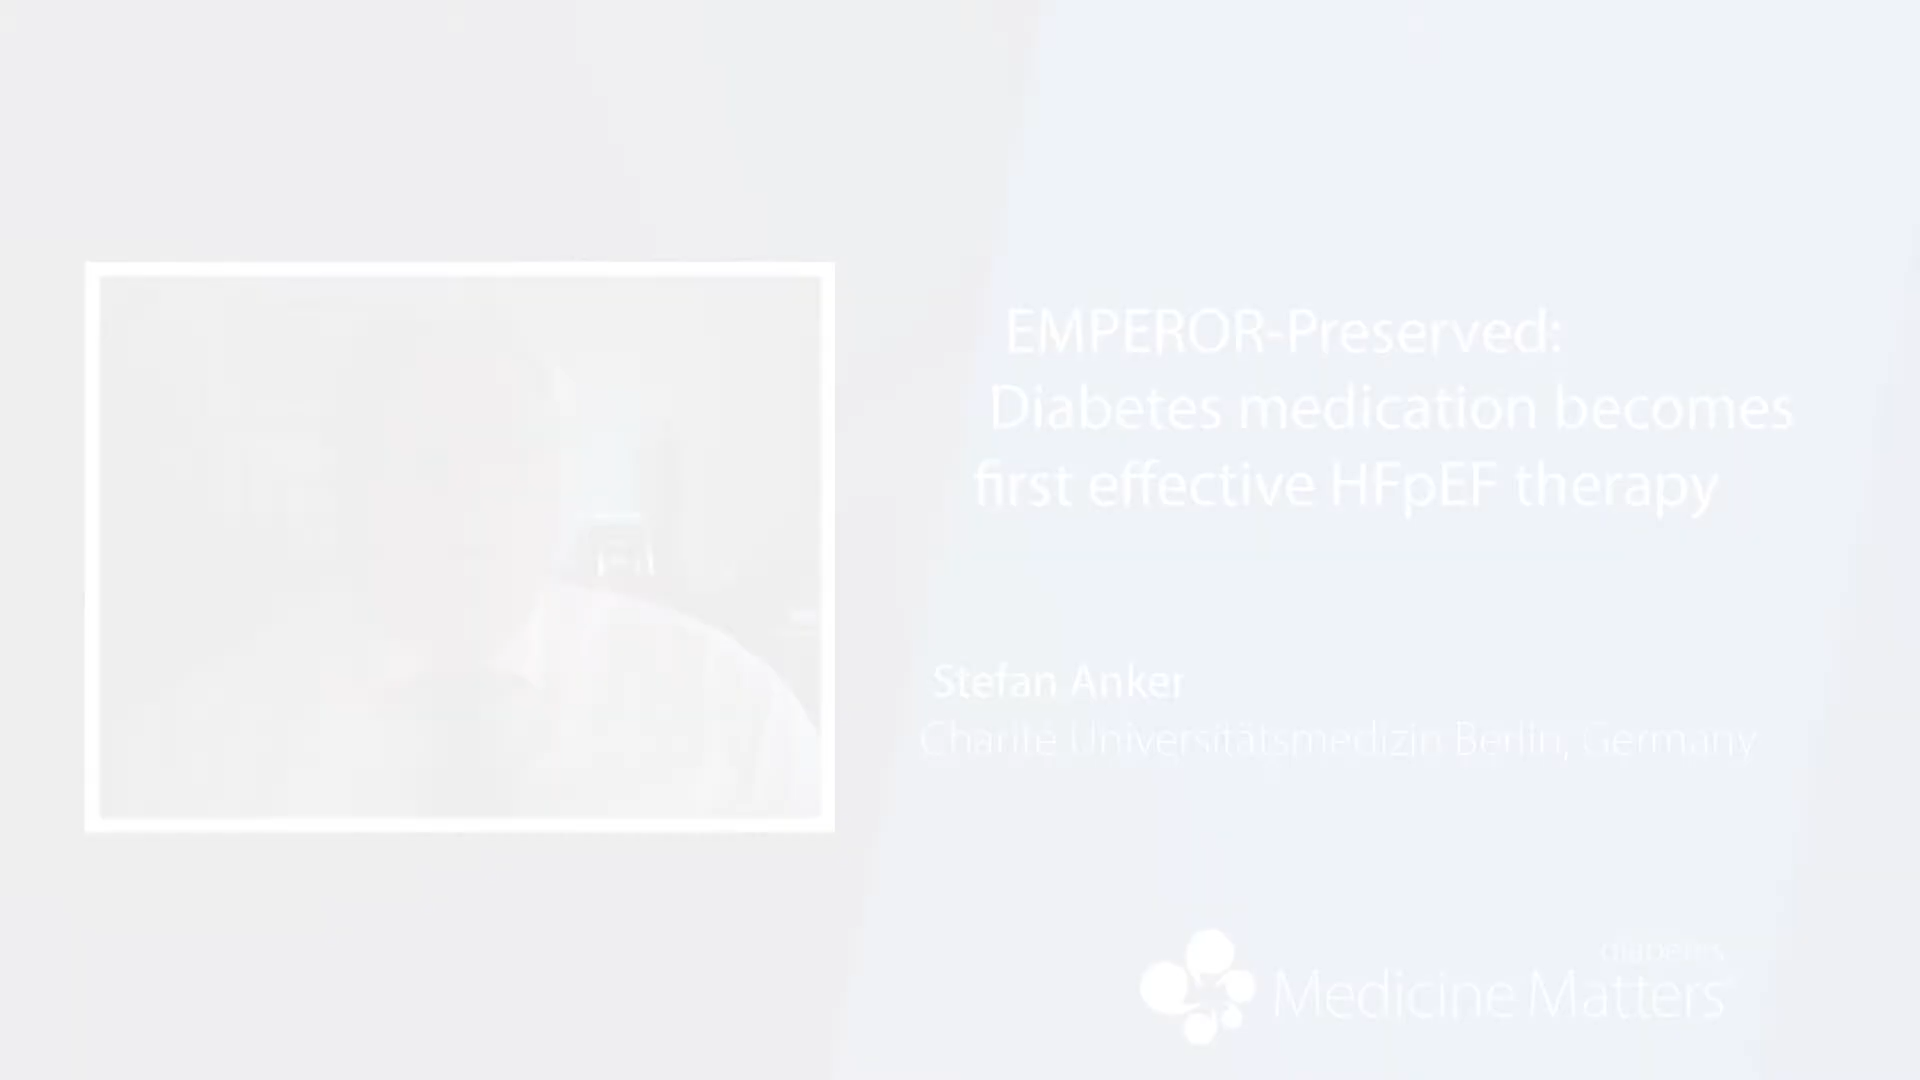 EMPEROR-Preserved:
Diabetes medication becomes
first effective HFpEF therapy
Stefan Anker
Charité Universitätsmedizin Berlin, Germany
diabetes
Medicine Matters